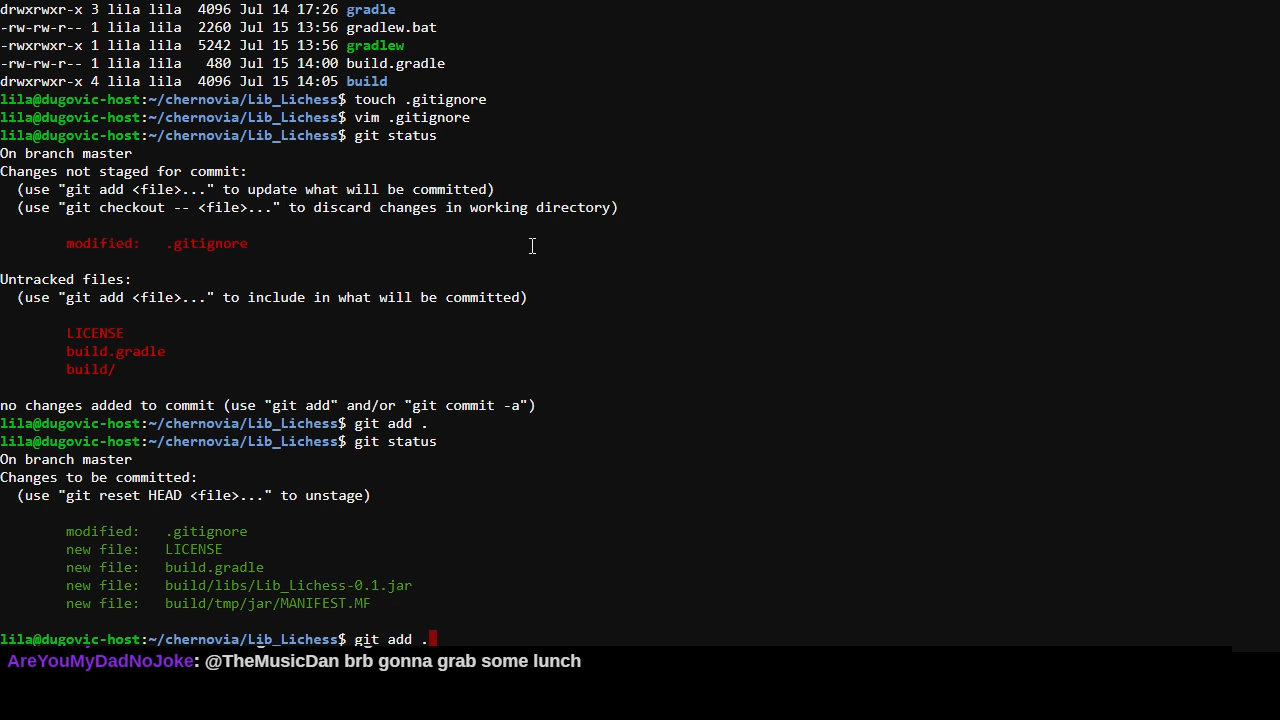 drwxrwxr-x 3 lila lila  4096 Jul 14 17:26 gradle
-rw-rw-r-- 1 lila lila  2260 Jul 15 13:56 gradlew.bat
-rwxrwxr-x 1 lila lila  5242 Jul 15 13:56 gradlew
-rw-rw-r-- 1 lila lila   480 Jul 15 14:00 build.gradle
drwxrwxr-x 4 lila lila  4096 Jul 15 14:05 build
lila@dugovic-host:~/chernovia/Lib_Lichess$ touch .gitignore
lila@dugovic-host:~/chernovia/Lib_Lichess$ vim .gitignore
lila@dugovic-host:~/chernovia/Lib_Lichess$ git status
On branch master
Changes not staged for commit:
  (use "git add <file>..." to update what will be committed)
  (use "git checkout -- <file>..." to discard changes in working directory)
        modified:   .gitignore
Untracked files:
  (use "git add <file>..." to include in what will be committed)
        LICENSE
        build.gradle
        build/
no changes added to commit (use "git add" and/or "git commit -a")
lila@dugovic-host:~/chernovia/Lib_Lichess$ git add .
lila@dugovic-host:~/chernovia/Lib_Lichess$ git status
On branch master
Changes to be committed:
  (use "git reset HEAD <file>..." to unstage)
        modified:   .gitignore
        new file:   LICENSE
        new file:   build.gradle
        new file:   build/libs/Lib_Lichess-0.1.jar
        new file:   build/tmp/jar/MANIFEST.MF
lila@dugovic-host:~/chernovia/Lib_Lichess$ git add .
AreYouMyDadNoJoke: @TheMusicDan brb gonna grab some lunch